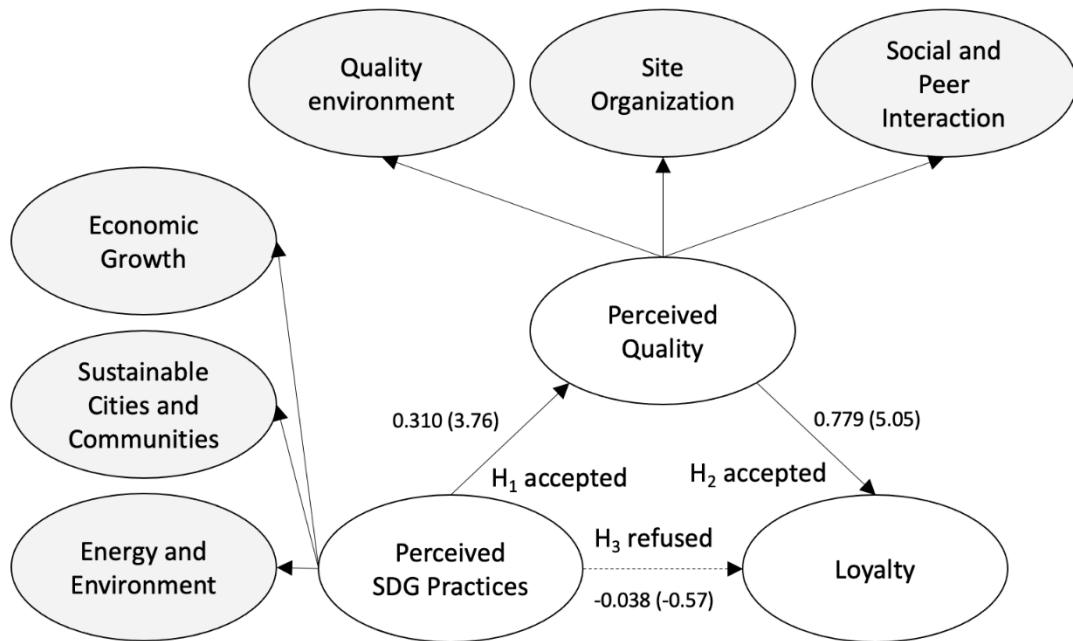 Quality
environment
Site
Organization
Social and
Peer
Interaction
Economic
Growth
Perceived
Quality
Sustainable
Cities and
Communities
0.310 (3.76)
0.779 (5.05)
H₁ accepted
H₂ accepted
Energy and
Environment
Perceived
SDG Practices
H₃ refused
-0.038 (-0.57)
Loyalty